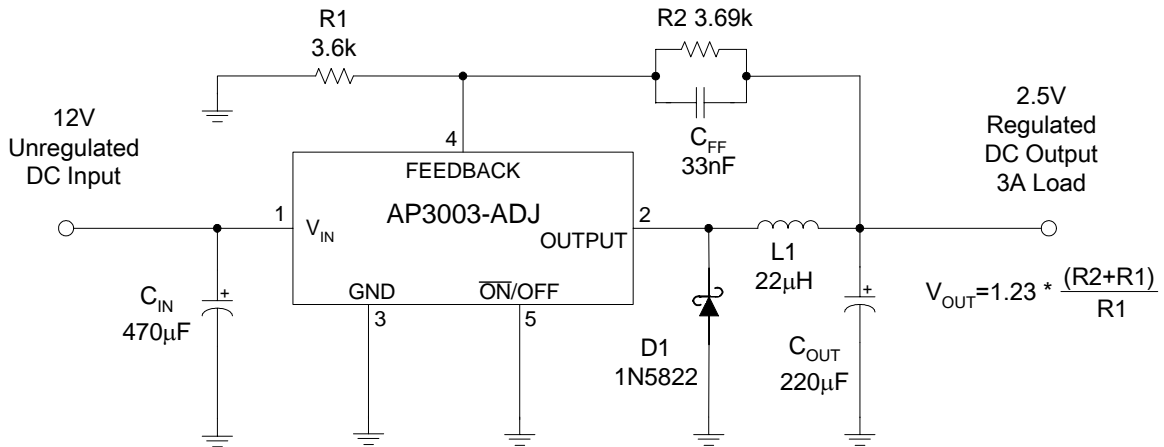 R1
3.6k
R2 3.69k
C_FF
33nF
12V
Unregulated
DC Input
2.5V
Regulated
DC Output
3A Load
4
FEEDBACK
AP3003-ADJ
1
V_IN
2
OUTPUT
GND
3
O̅N̅/OFF
5
C_IN
+
470μF
L1
22μH
D1
1N5822
+
C_OUT
220μF
V_OUT=1.23 * (R2+R1)
R1